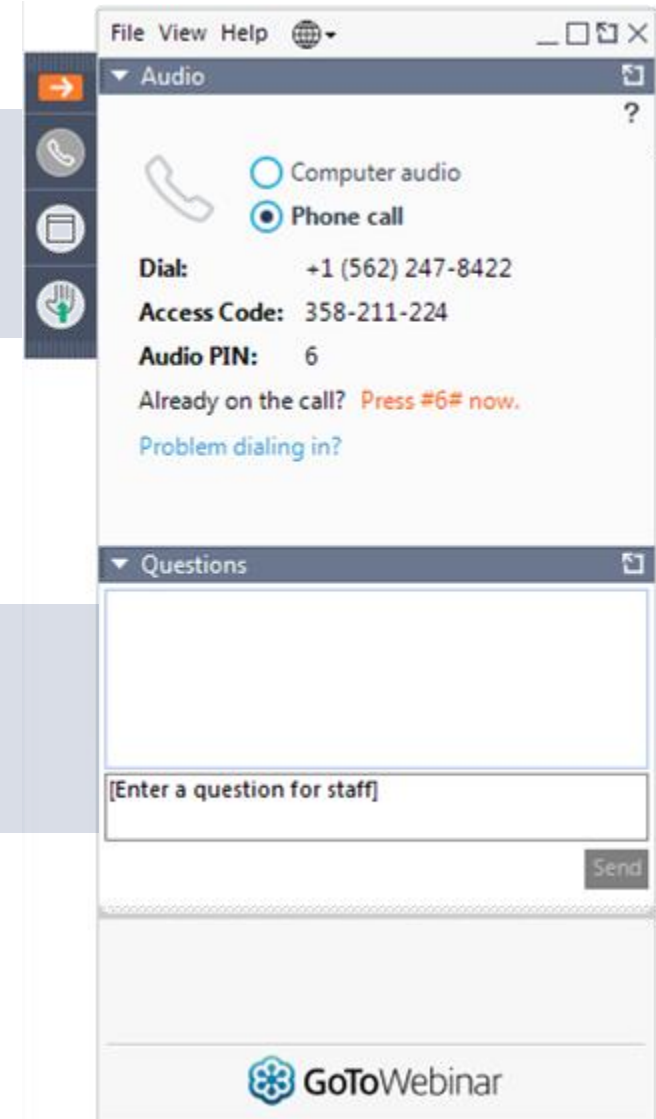 File View Help
Audio
?
Computer audio
Phone call
Dial: +1 (562) 247-8422
Access Code: 358-211-224
Audio PIN: 6
Already on the call? Press #6# now.
Problem dialing in?
Questions
[Enter a question for staff]
Send
GoToWebinar